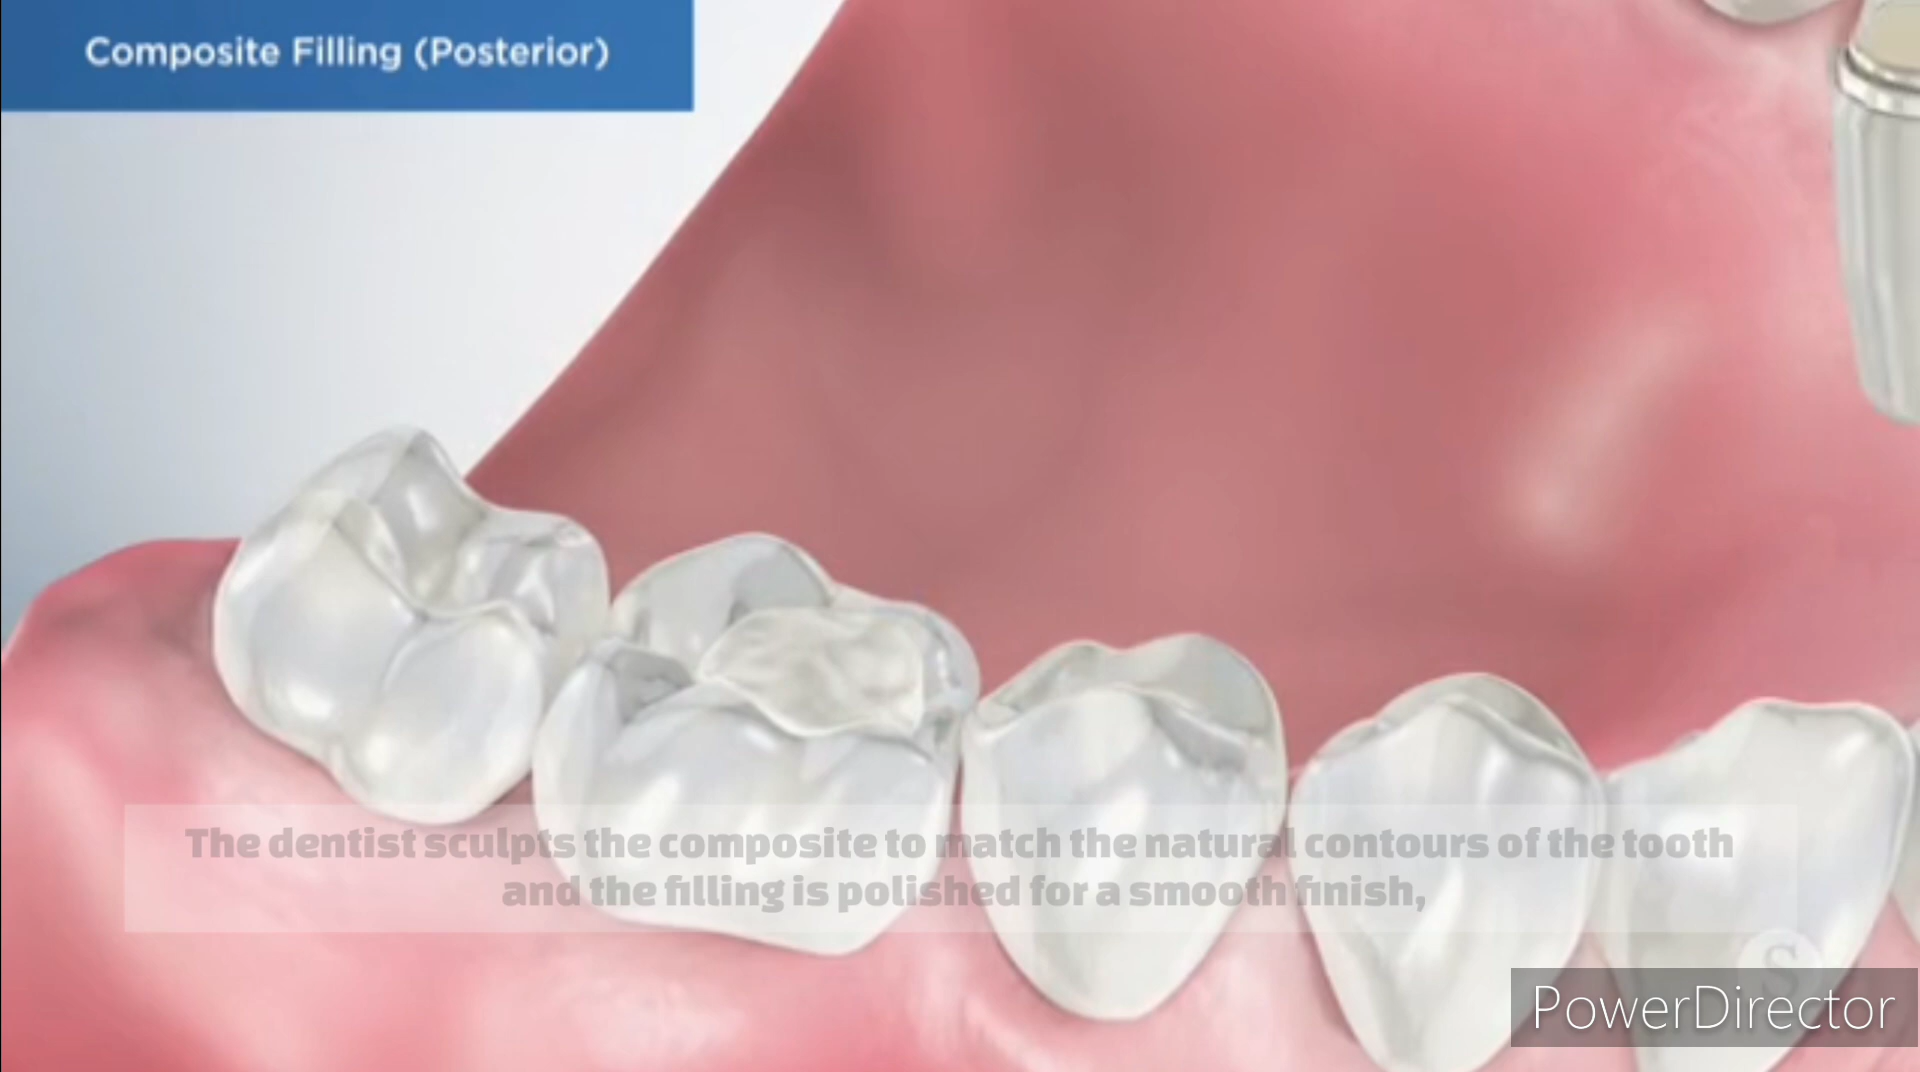 Composite Filling (Posterior)
The dentist sculpts the composite to match the natural contours of the tooth
and the filling is polished for a smooth finish,
S
PowerDirector